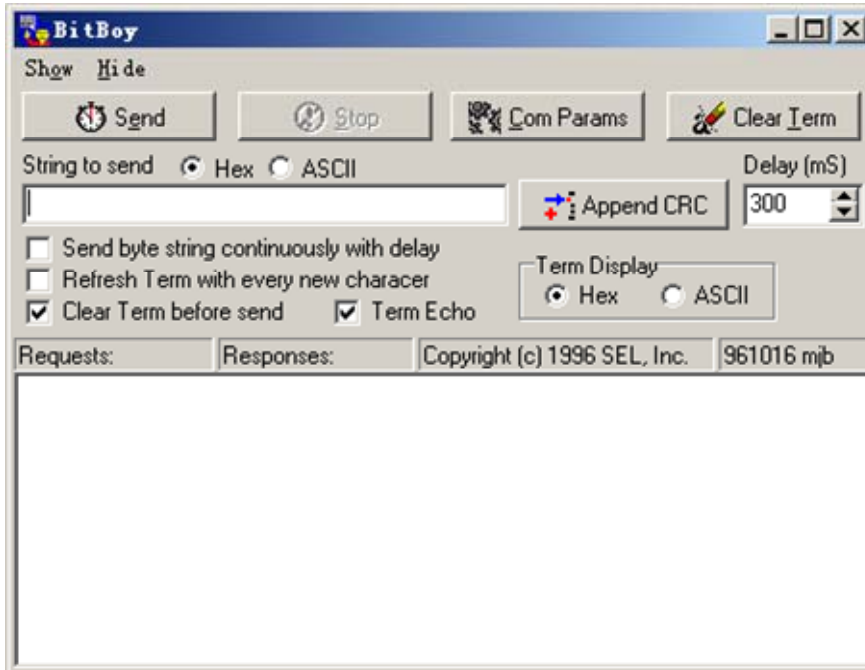 BitBoy
Show Hide
Send Stop Com Params Clear Term
String to send Hex ASCII Delay (mS)
Append CRC 300
Send byte string continuously with delay
Refresh Term with every new characer
Term Display
Hex ASCII
Clear Term before send Term Echo
Requests: Responses: Copyright (c) 1996 SEL, Inc. 961016 mjb